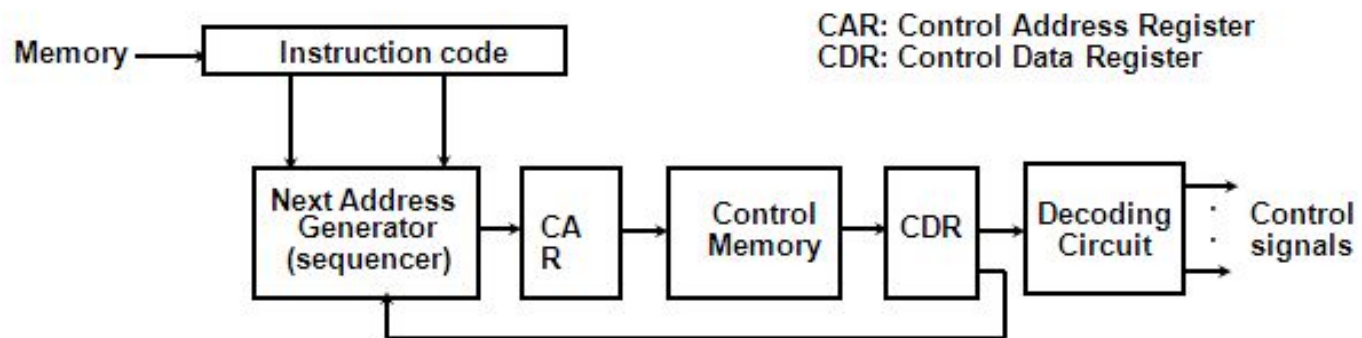 CAR: Control Address Register
CDR: Control Data Register
Memory
Instruction code
Next Address
Generator
(sequencer)
CA
R
Control
Memory
CDR
Decoding
Circuit
Control
signals